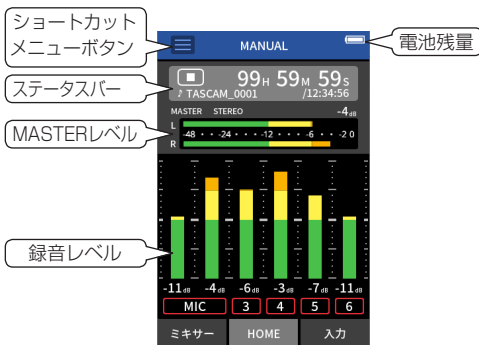 ショートカット
メニューボタン
MANUAL
電池残量
ステータスバー
99H 59M 59S
♪ TASCAM_0001 /12:34:56
MASTER STEREO -4dB
MASTERレベル
L
-48 -24 -12 -6 -2 0
R
録音レベル
-11dB -4dB -6dB -3dB -7dB -11dB
MIC 3 4 5 6
ミキサー HOME 入力